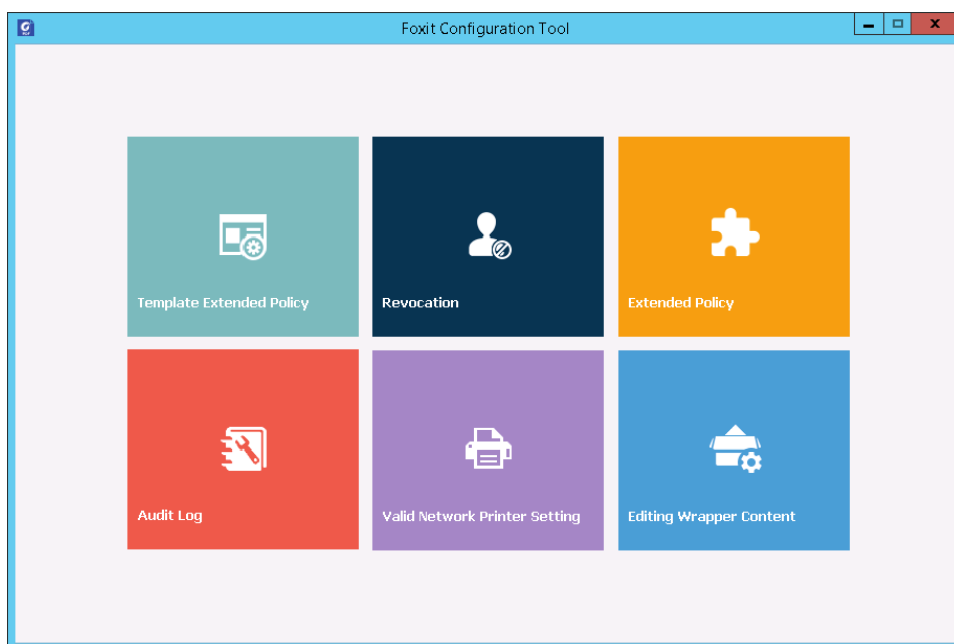 Foxit Configuration Tool
Template Extended Policy
Revocation
Extended Policy
Audit Log
Valid Network Printer Setting
Editing Wrapper Content